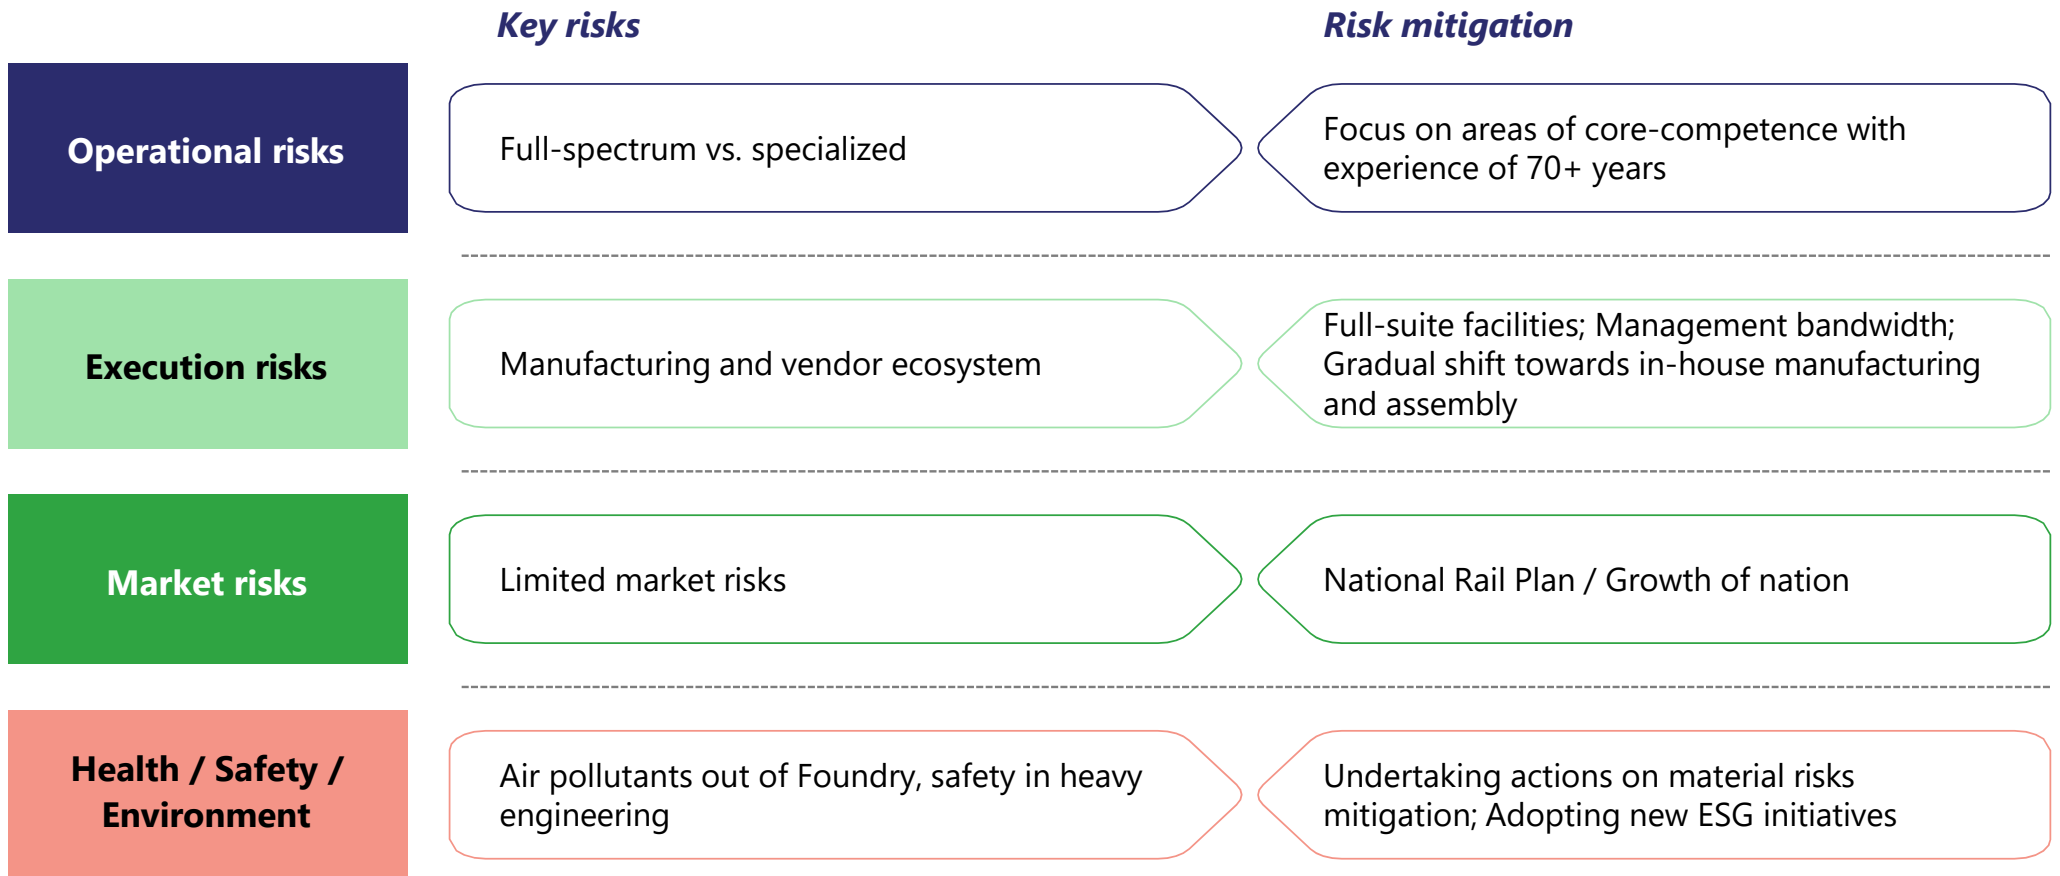 Key risks
Risk mitigation
Operational risks
Full-spectrum vs. specialized
Focus on areas of core-competence with
experience of 70+ years
Execution risks
Manufacturing and vendor ecosystem
Full-suite facilities; Management bandwidth;
Gradual shift towards in-house manufacturing
and assembly
Market risks
Limited market risks
National Rail Plan / Growth of nation
Health / Safety /
Environment
Air pollutants out of Foundry, safety in heavy
engineering
Undertaking actions on material risks
mitigation; Adopting new ESG initiatives